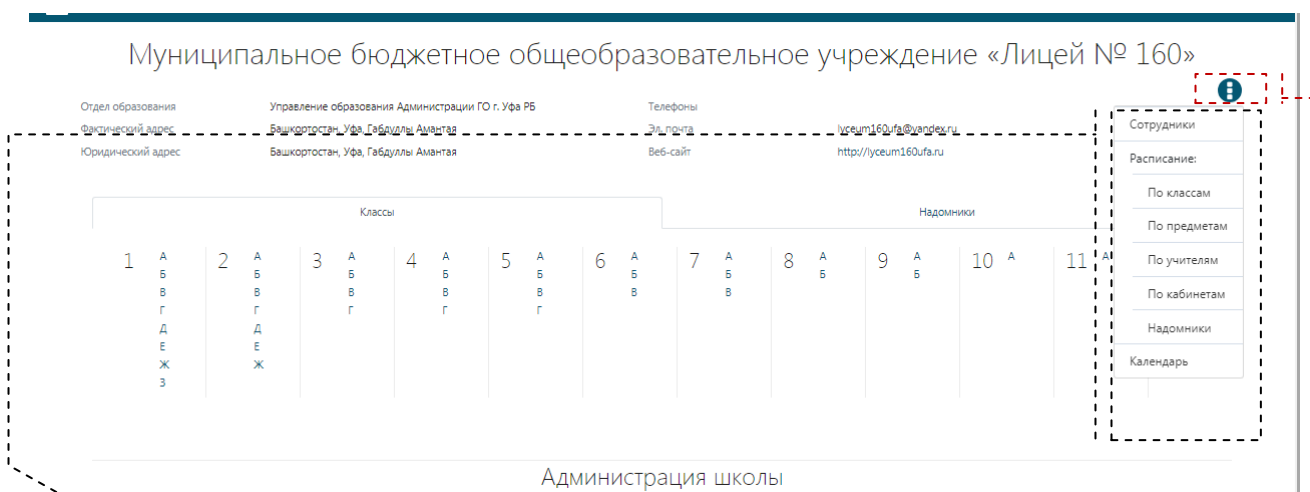 Муниципальное бюджетное общеобразовательное учреждение «Лицей № 160»
Отдел образования Управление образования Администрации ГО г. Уфа РБ Телефоны
Фактический адрес Башкортостан, Уфа, Габдуллы Амантая Эл. почта lyceum160ufa@yandex.ru
Юридический адрес Башкортостан, Уфа, Габдуллы Амантая Веб-сайт http://lyceum160ufa.ru
Сотрудники
Расписание:
По классам
По предметам
По учителям
По кабинетам
Надомники
Календарь
Классы Надомники
1 А 2 А 3 А 4 А 5 А 6 А 7 А 8 А 9 А 10 А 11 А
Б Б Б Б Б Б Б Б Б
В В В В В В В
Г Г Г Г Г
Д Д
Е Е
Ж Ж
З
Администрация школы